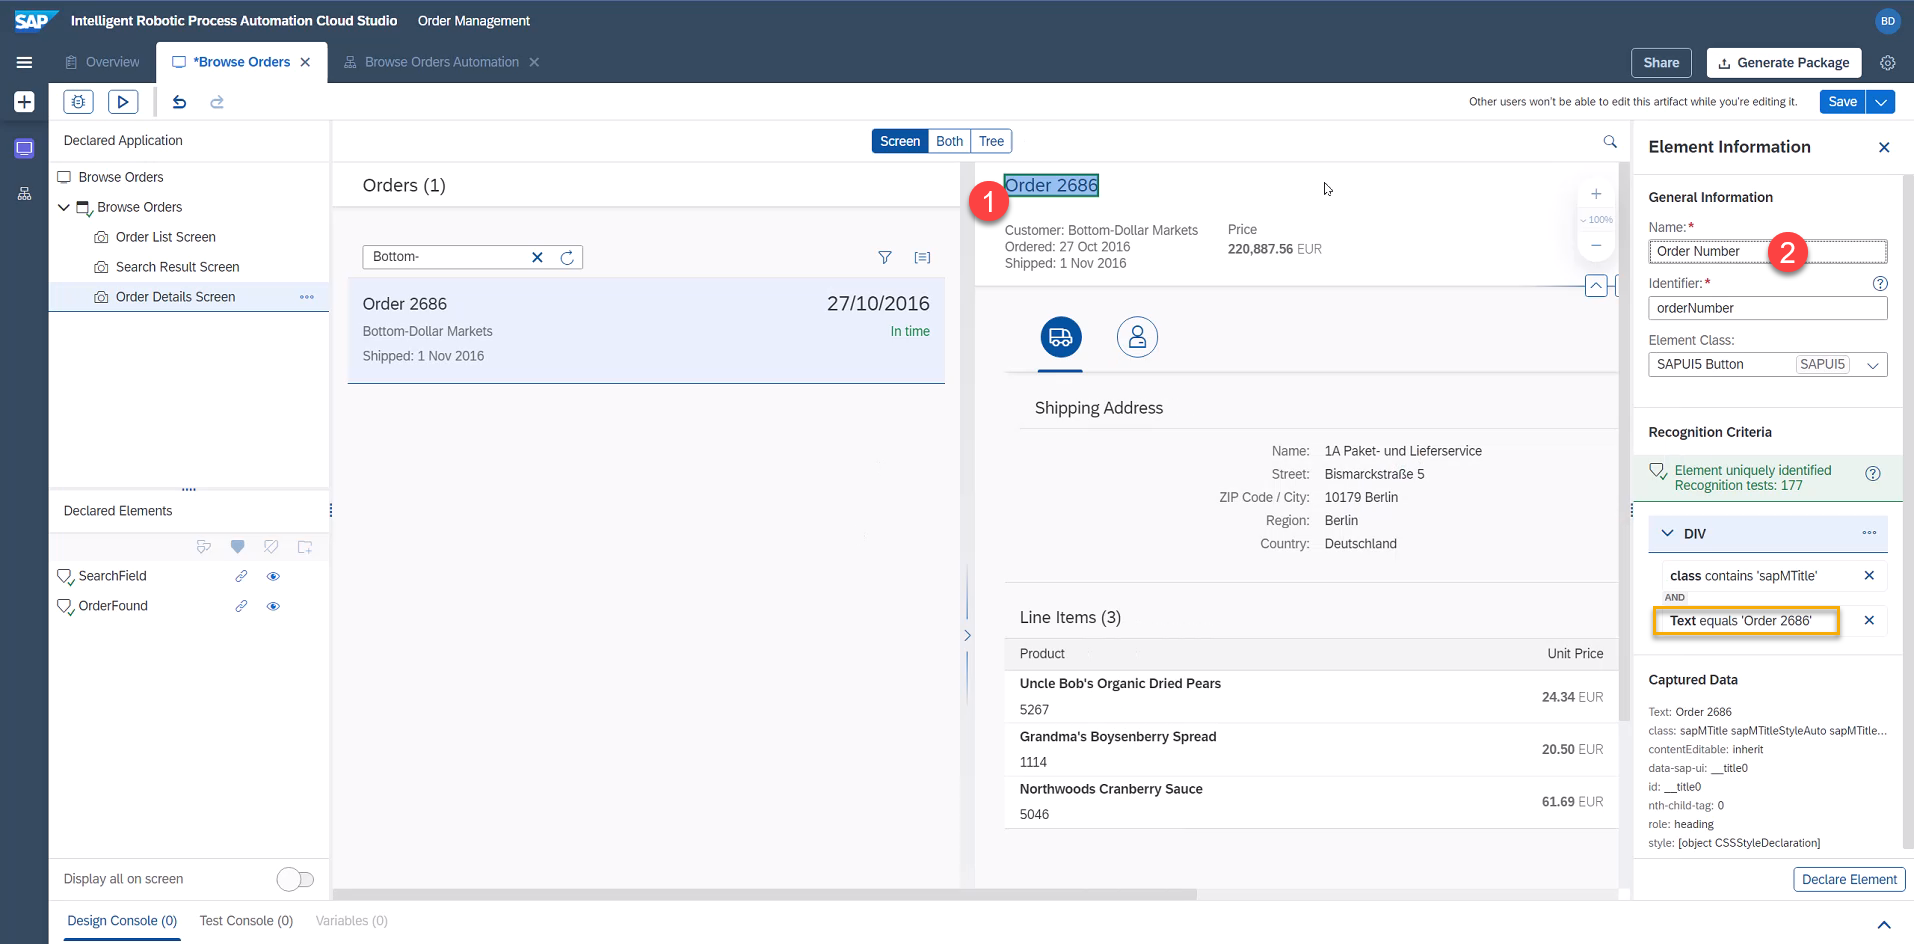 SAP Intelligent Robotic Process Automation Cloud Studio Order Management BD
Overview *Browse Orders Browse Orders Automation Share Generate Package
Other users won't be able to edit this artifact while you're editing it. Save
Declared Application
Browse Orders
Browse Orders
Order List Screen
Search Result Screen
Order Details Screen
Declared Elements
SearchField
OrderFound
Display all on screen
Screen Both Tree
Orders (1)
Bottom-
Order 2686 27/10/2016
Bottom-Dollar Markets In time
Shipped: 1 Nov 2016
1
Order 2686
Customer: Bottom-Dollar Markets Price
Ordered: 27 Oct 2016 220,887.56 EUR
Shipped: 1 Nov 2016
100%
Shipping Address
Name: 1A Paket- und Lieferservice
Street: Bismarckstraße 5
ZIP Code / City: 10179 Berlin
Region: Berlin
Country: Deutschland
Line Items (3)
Product Unit Price
Uncle Bob's Organic Dried Pears
5267 24.34 EUR
Grandma's Boysenberry Spread
1114 20.50 EUR
Northwoods Cranberry Sauce
5046 61.69 EUR
Element Information
General Information
Name: *
Order Number 2
Identifier: *
orderNumber
Element Class:
SAPUI5 Button SAPUI5
Recognition Criteria
Element uniquely identified
Recognition tests: 177
DIV
class contains 'sapMTitle'
AND
Text equals 'Order 2686'
Captured Data
Text: Order 2686
class: sapMTitle sapMTitleStyleAuto sapMTitle...
contentEditable: inherit
data-sap-ui: __title0
id: __title0
nth-child-tag: 0
role: heading
style: [object CSSStyleDeclaration]
Declare Element
Design Console (0) Test Console (0) Variables (0)